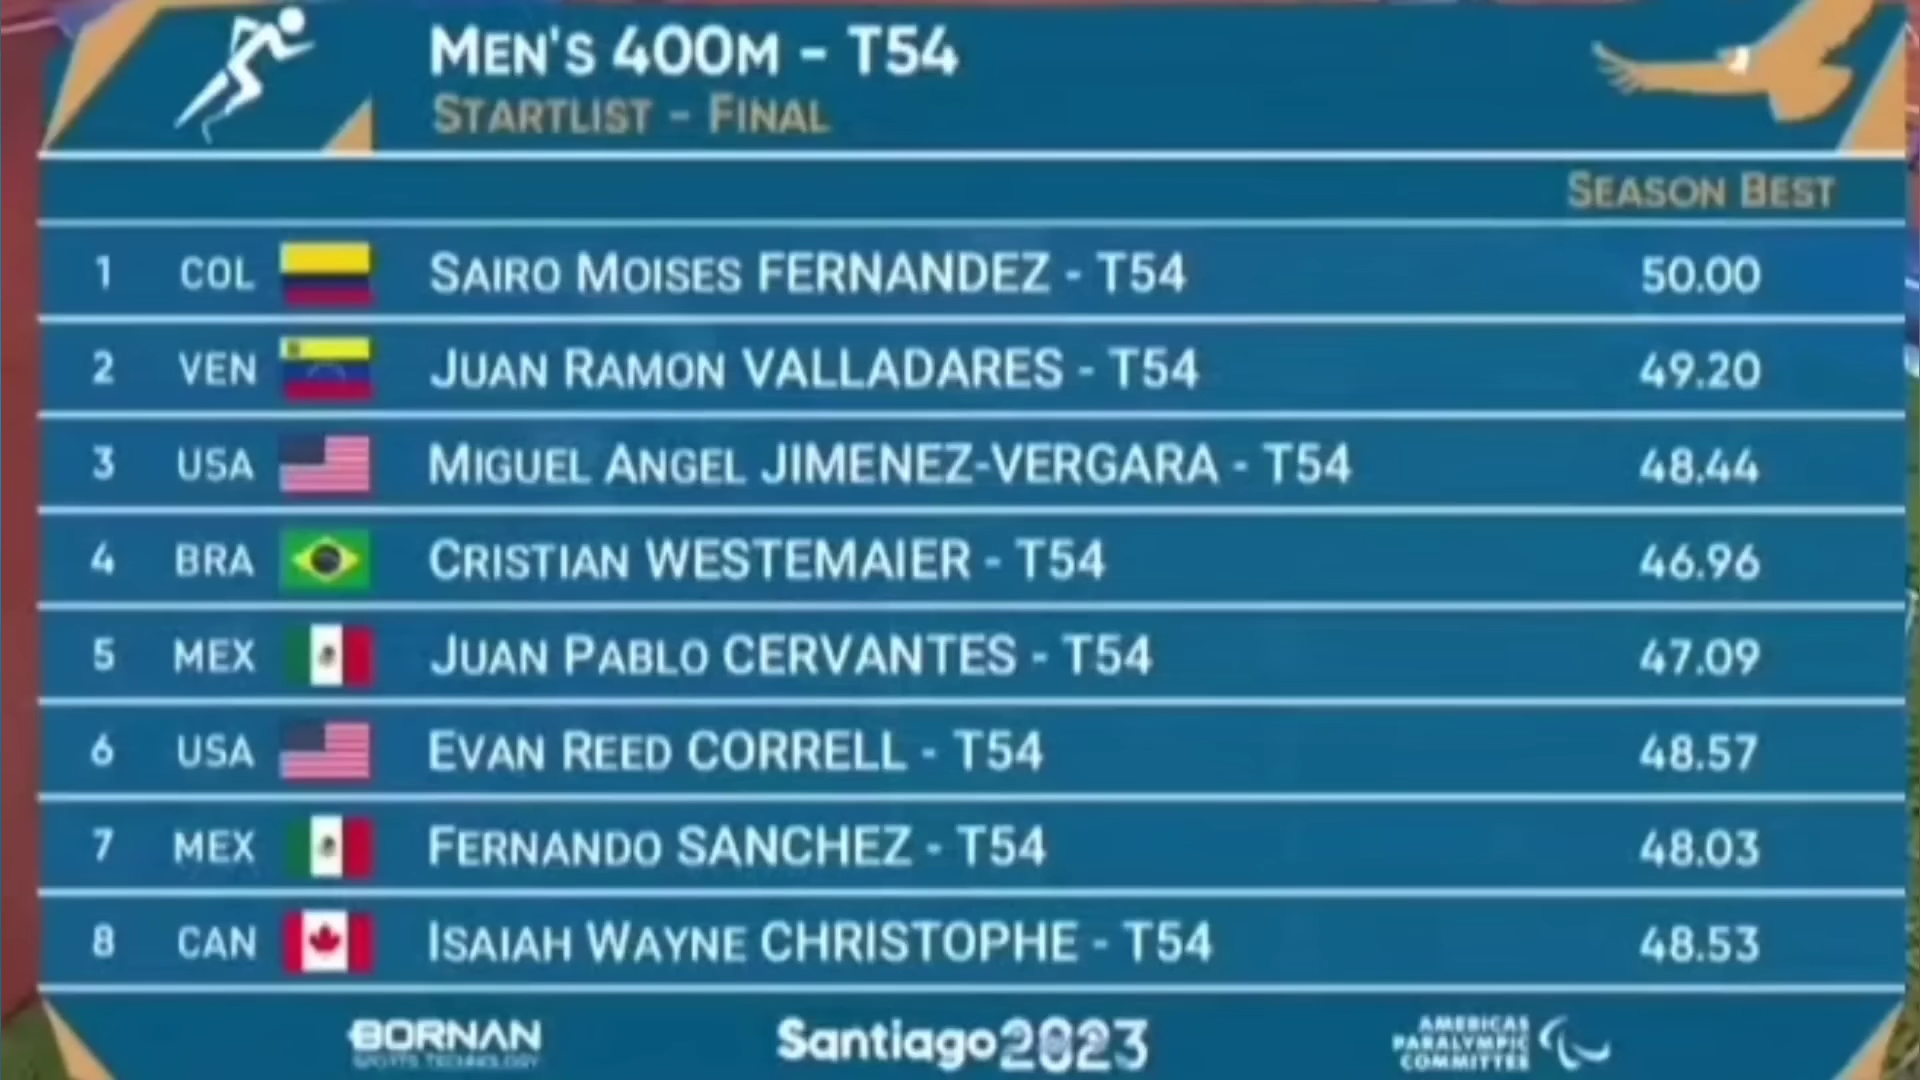 MEN'S 400M - T54
STARTLIST - FINAL
SEASON BEST
1 COL SAIRO MOISES FERNANDEZ - T54 50.00
2 VEN JUAN RAMON VALLADARES - T54 49.20
3 USA MIGUEL ANGEL JIMENEZ-VERGARA - T54 48.44
4 BRA CRISTIAN WESTEMAIER - T54 46.96
5 MEX JUAN PABLO CERVANTES - T54 47.09
6 USA EVAN REED CORRELL - T54 48.57
7 MEX FERNANDO SANCHEZ - T54 48.03
8 CAN ISAIAH WAYNE CHRISTOPHE - T54 48.53
BORNAN
SPORTS TECHNOLOGY
Santiago2023
AMERICAS
PARALYMPIC
COMMITTEE